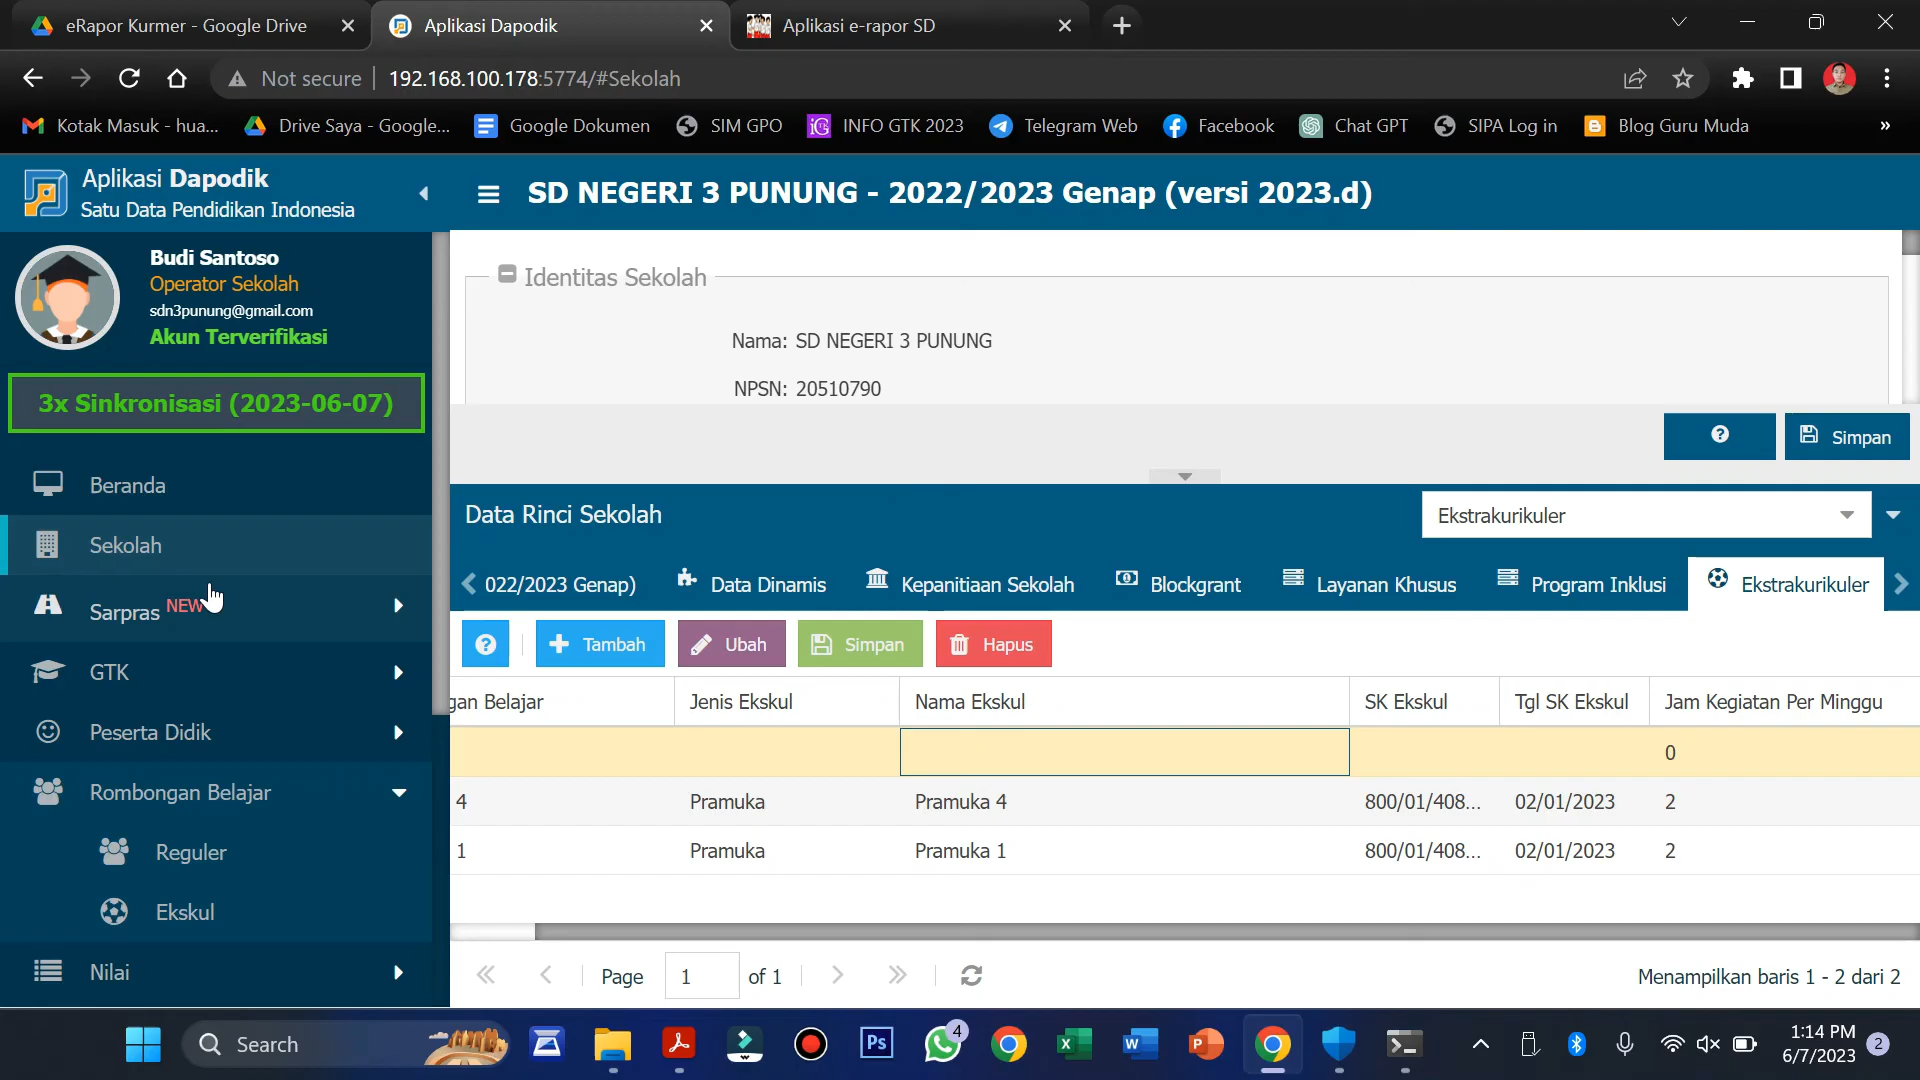 eRapor Kurmer - Google Drive
Aplikasi Dapodik
Aplikasi e-rapor SD
Not secure
192.168.100.178:5774/#Sekolah
Kotak Masuk - hua...
Drive Saya - Google...
Google Dokumen
SIM GPO
INFO GTK 2023
Telegram Web
Facebook
Chat GPT
SIPA Log in
Blog Guru Muda
»
Aplikasi Dapodik
Satu Data Pendidikan Indonesia
SD NEGERI 3 PUNUNG - 2022/2023 Genap (versi 2023.d)
Budi Santoso
Operator Sekolah
sdn3punung@gmail.com
Akun Terverifikasi
3x Sinkronisasi (2023-06-07)
Beranda
Sekolah
Sarpras NEW
GTK
Peserta Didik
Rombongan Belajar
Reguler
Ekskul
Nilai
Identitas Sekolah
Nama: SD NEGERI 3 PUNUNG
NPSN: 20510790
Simpan
Data Rinci Sekolah
Ekstrakurikuler
022/2023 Genap)
Data Dinamis
Kepanitiaan Sekolah
Blockgrant
Layanan Khusus
Program Inklusi
Ekstrakurikuler
Tambah
Ubah
Simpan
Hapus
gan Belajar Jenis Ekskul Nama Ekskul SK Ekskul Tgl SK Ekskul Jam Kegiatan Per Minggu
0
4 Pramuka Pramuka 4 800/01/408... 02/01/2023 2
1 Pramuka Pramuka 1 800/01/408... 02/01/2023 2
Page 1 of 1
Menampilkan baris 1 - 2 dari 2
Search
Ps
4
1:14 PM
6/7/2023
2